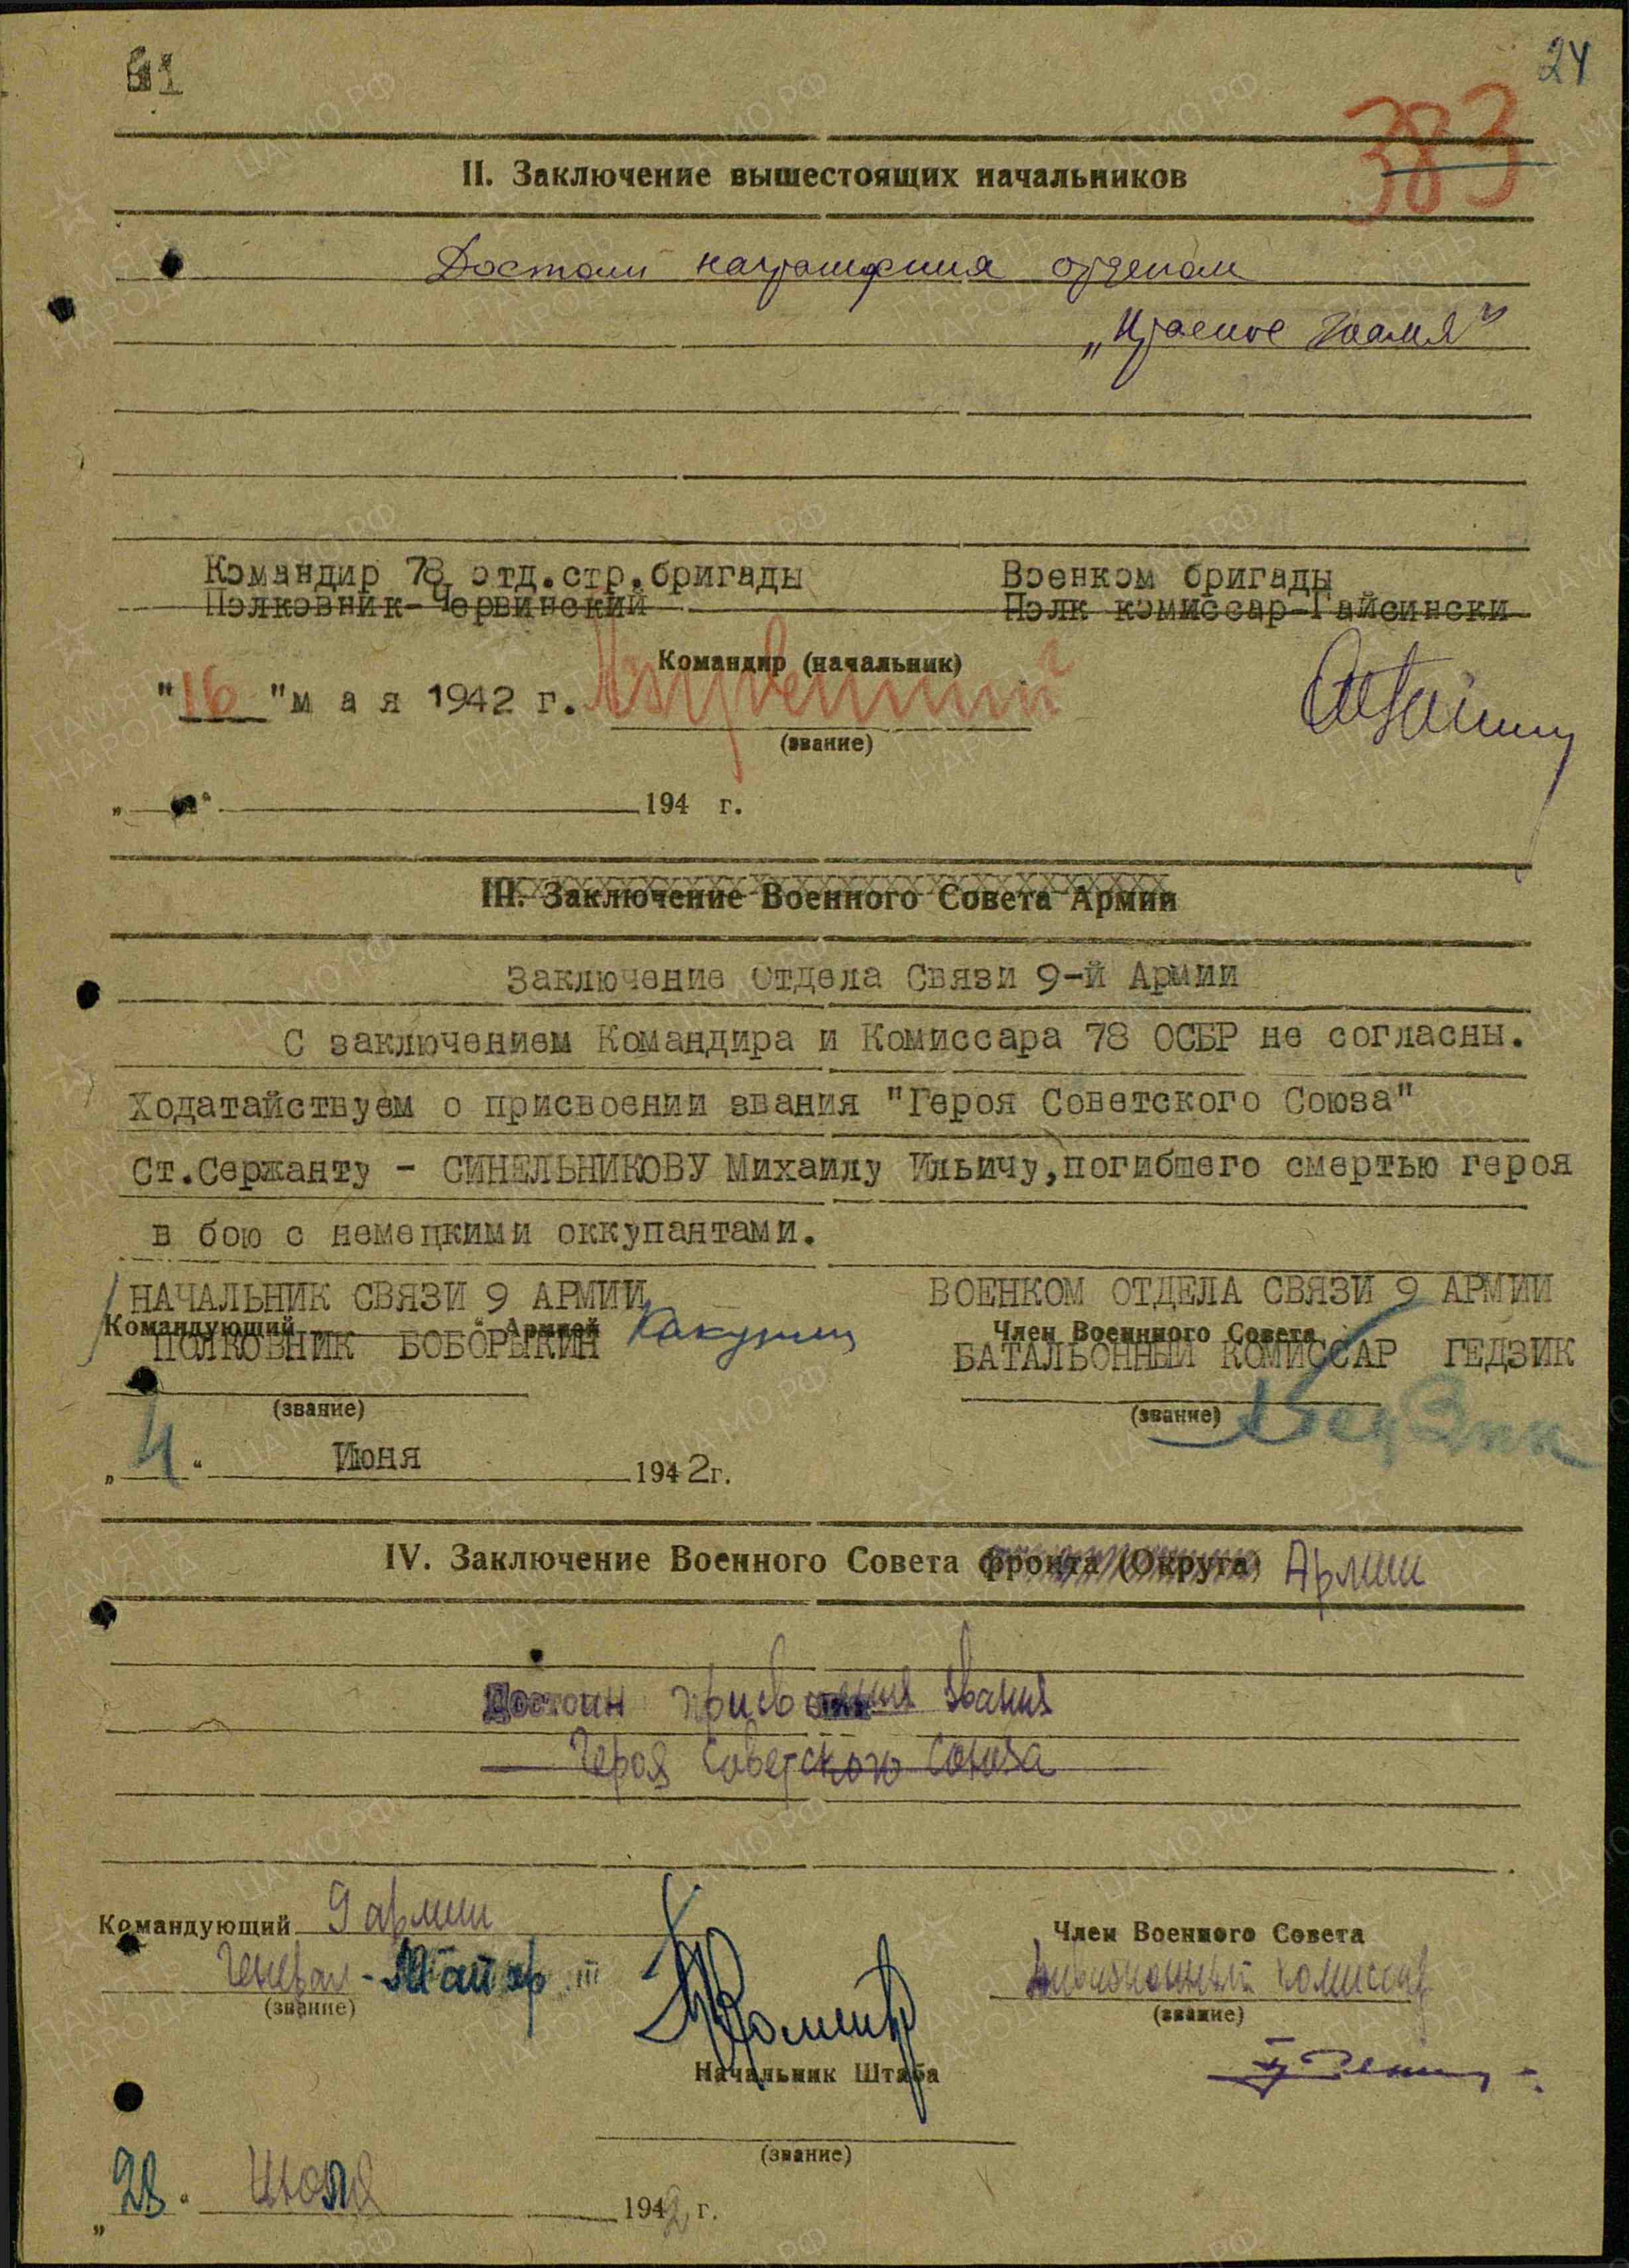 61
24
383
II. Заключение вышестоящих начальников
Достоин награждения орденом
„Красное Знамя"
Командир 78 отд.стр.бригады
Военком бригады
Полковник-Червинский
Полк комиссар-Гайсински
Командир (начальник)
"16 "м а я 1942 г.
(звание)
„ " 194 г.
III. Заключение Военного Совета Армии
Заключение Отдела Связи 9-й Армии
С заключением Командира и Комиссара 78 ОСБР не согласны.
Ходатайствуем о присвоении звания "Героя Советского Союза"
Ст.Сержанту - СИНЕЛЬНИКОВУ Михаилу Ильичу,погибшего смертью героя
в бою с немецкими оккупантами.
НАЧАЛЬНИК СВЯЗИ 9 АРМИИ
ВОЕНКОМ ОТДЕЛА СВЯЗИ 9 АРМИИ
Командующий Армией
Член Военного Совета
ПОЛКОВНИК БОБОРЫКИН
БАТАЛЬОННЫЙ КОМИССАР ГЕДЗИК
(звание)
(звание) Гедзик
„4" Июня 1942г.
IV. Заключение Военного Совета фронта (Округа) Армии
Достоин присвоения звания
Героя Советского Союза
Командующий 9 армии
Член Военного Совета
Генерал-Майор
Дивизионный комиссар
(звание)
(звание)
Начальник Штаба
(звание)
„28" Июля 1942 г.